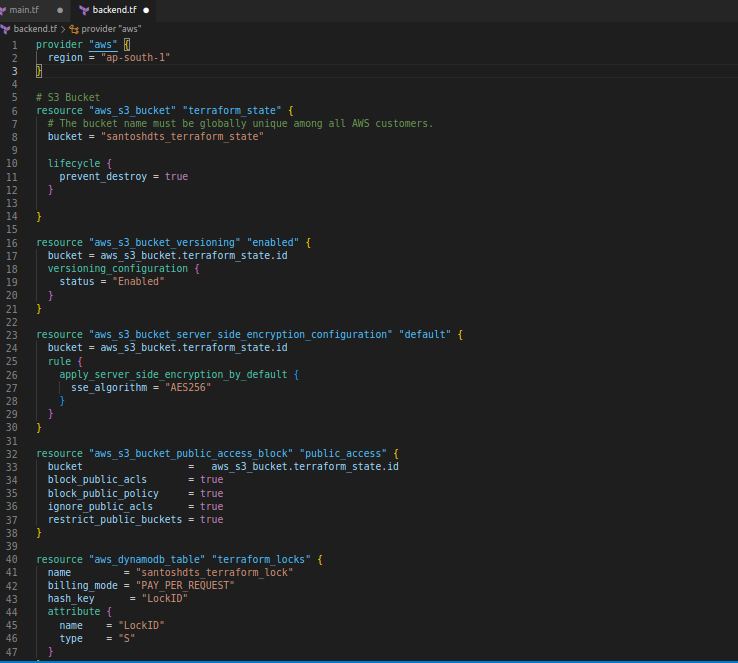 main.tf
backend.tf
backend.tf > provider "aws"
1 provider "aws" {
2 region = "ap-south-1"
3 }
4
5 # S3 Bucket
6 resource "aws_s3_bucket" "terraform_state" {
7 # The bucket name must be globally unique among all AWS customers.
8 bucket = "santoshdts_terraform_state"
9
10 lifecycle {
11 prevent_destroy = true
12 }
13
14 }
15
16 resource "aws_s3_bucket_versioning" "enabled" {
17 bucket = aws_s3_bucket.terraform_state.id
18 versioning_configuration {
19 status = "Enabled"
20 }
21 }
22
23 resource "aws_s3_bucket_server_side_encryption_configuration" "default" {
24 bucket = aws_s3_bucket.terraform_state.id
25 rule {
26 apply_server_side_encryption_by_default {
27 sse_algorithm = "AES256"
28 }
29 }
30 }
31
32 resource "aws_s3_bucket_public_access_block" "public_access" {
33 bucket = aws_s3_bucket.terraform_state.id
34 block_public_acls = true
35 block_public_policy = true
36 ignore_public_acls = true
37 restrict_public_buckets = true
38 }
39
40 resource "aws_dynamodb_table" "terraform_locks" {
41 name = "santoshdts_terraform_lock"
42 billing_mode = "PAY_PER_REQUEST"
43 hash_key = "LockID"
44 attribute {
45 name = "LockID"
46 type = "S"
47 }